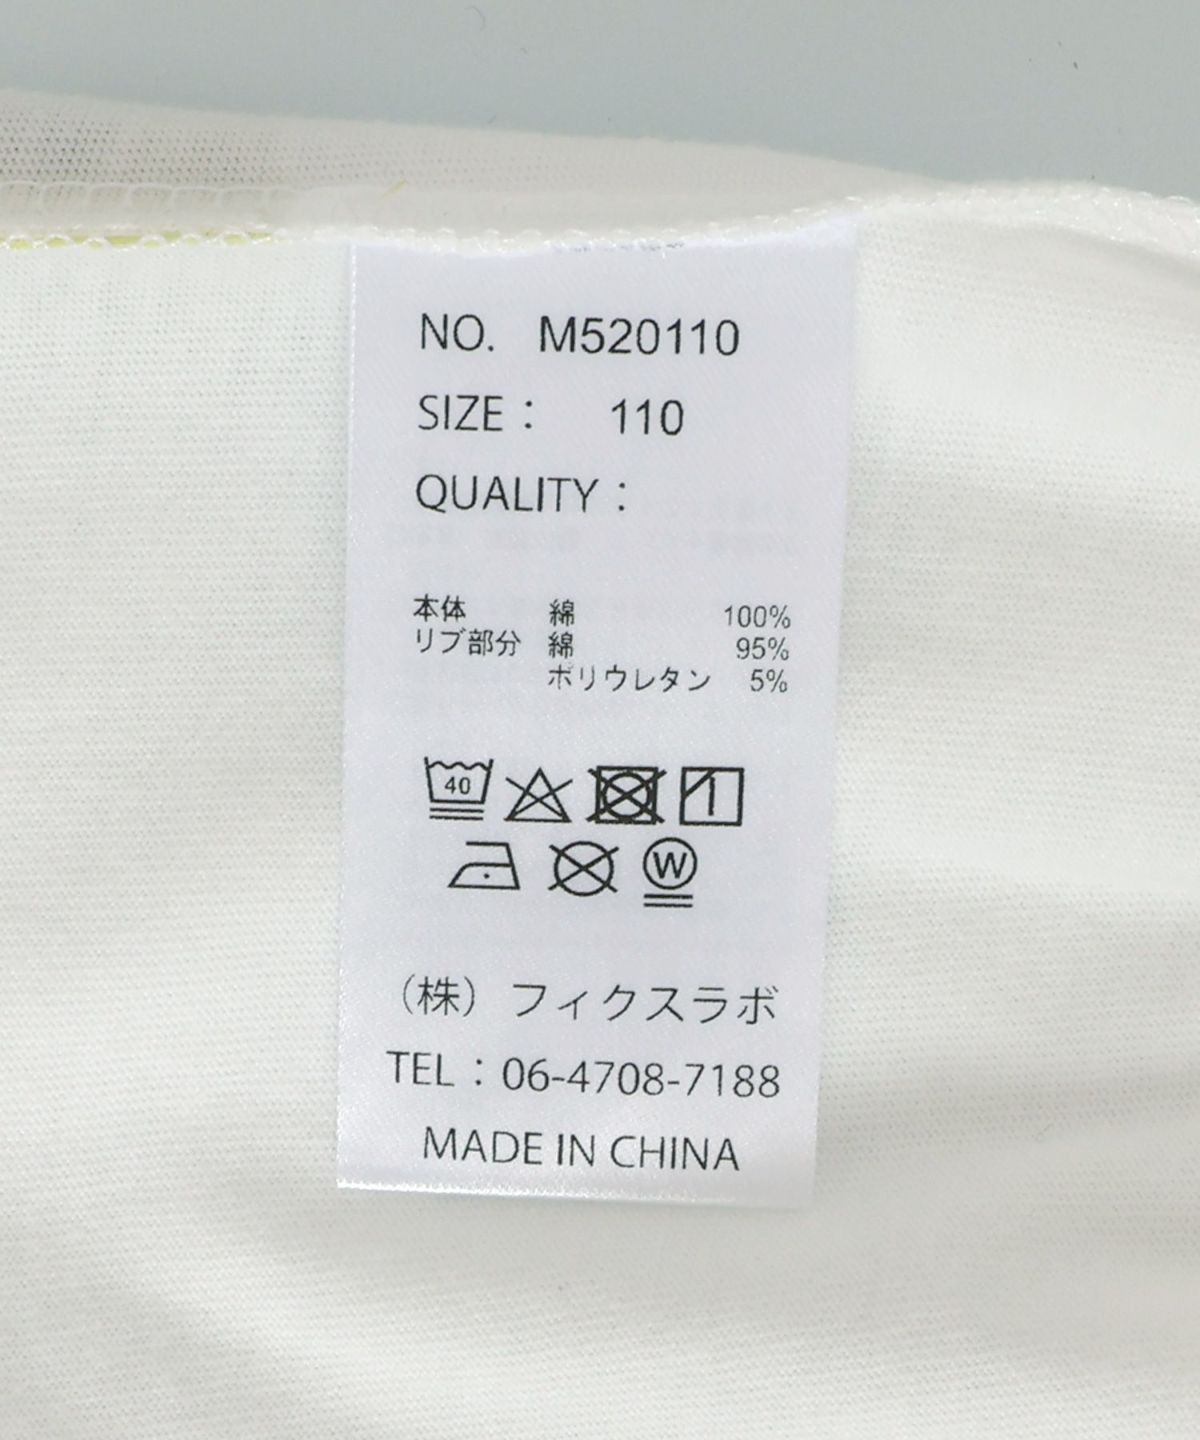 NO. M520110
SIZE： 110
QUALITY：
本体 綿 100%
リブ部分 綿 95%
ポリウレタン 5%
40
W
（株）フィクスラボ
TEL：06-4708-7188
MADE IN CHINA